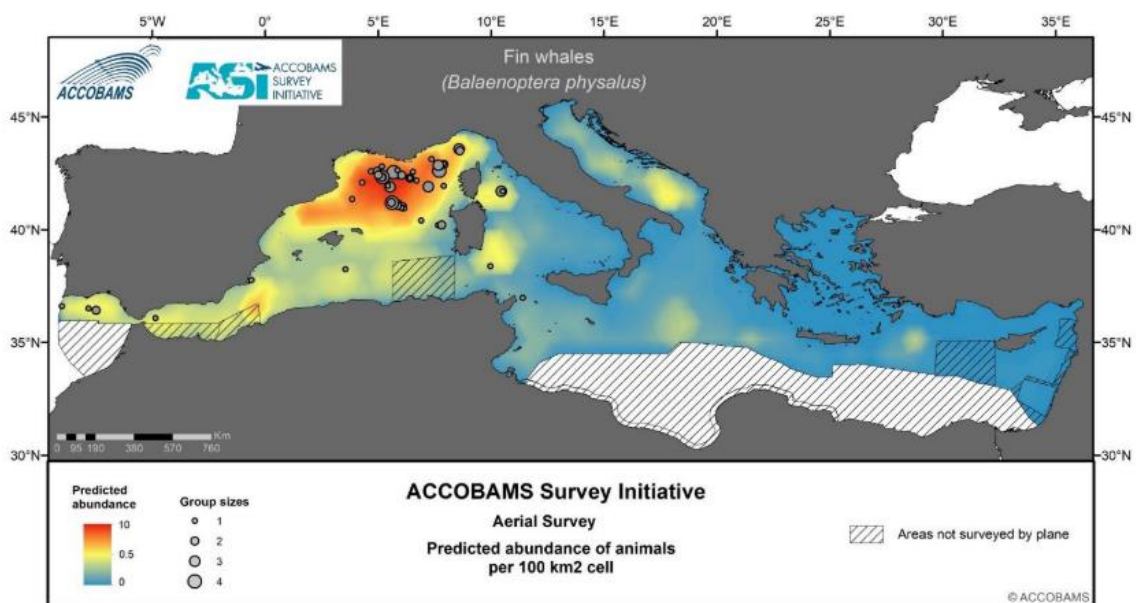 5°W 0° 5°E 10°E 15°E 20°E 25°E 30°E 35°E
ACCOBAMS
ASI ACCOBAMS
SURVEY
INITIATIVE
Fin whales
(Balaenoptera physalus)
45°N 45°N
40°N 40°N
35°N 35°N
Km
0 95 190 380 570 760
30°N 30°N
Predicted
abundance
10
0.5
0
Group sizes
1
2
3
4
ACCOBAMS Survey Initiative
Aerial Survey
Predicted abundance of animals
per 100 km2 cell
Areas not surveyed by plane
© ACCOBAMS